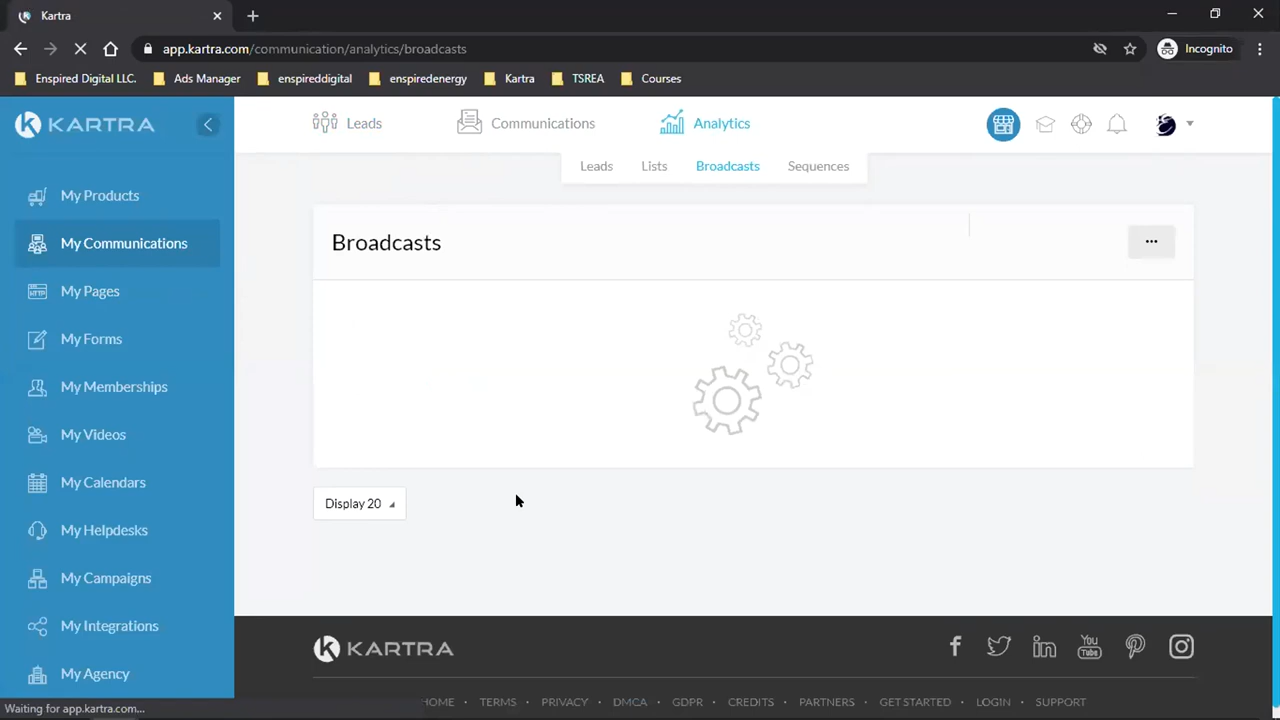 Kartra
app.kartra.com/communication/analytics/broadcasts
Incognito
Enspired Digital LLC.
Ads Manager
enspireddigital
enspiredenergy
Kartra
TSREA
Courses
KARTRA
Leads
Communications
Analytics
Leads
Lists
Broadcasts
Sequences
My Products
My Communications
My Pages
My Forms
My Memberships
My Videos
My Calendars
My Helpdesks
My Campaigns
My Integrations
My Agency
Broadcasts
Display 20
KARTRA
You
Tube
HOME · TERMS · PRIVACY · DMCA · GDPR · CREDITS · PARTNERS · GET STARTED · LOGIN · SUPPORT
Waiting for app.kartra.com...